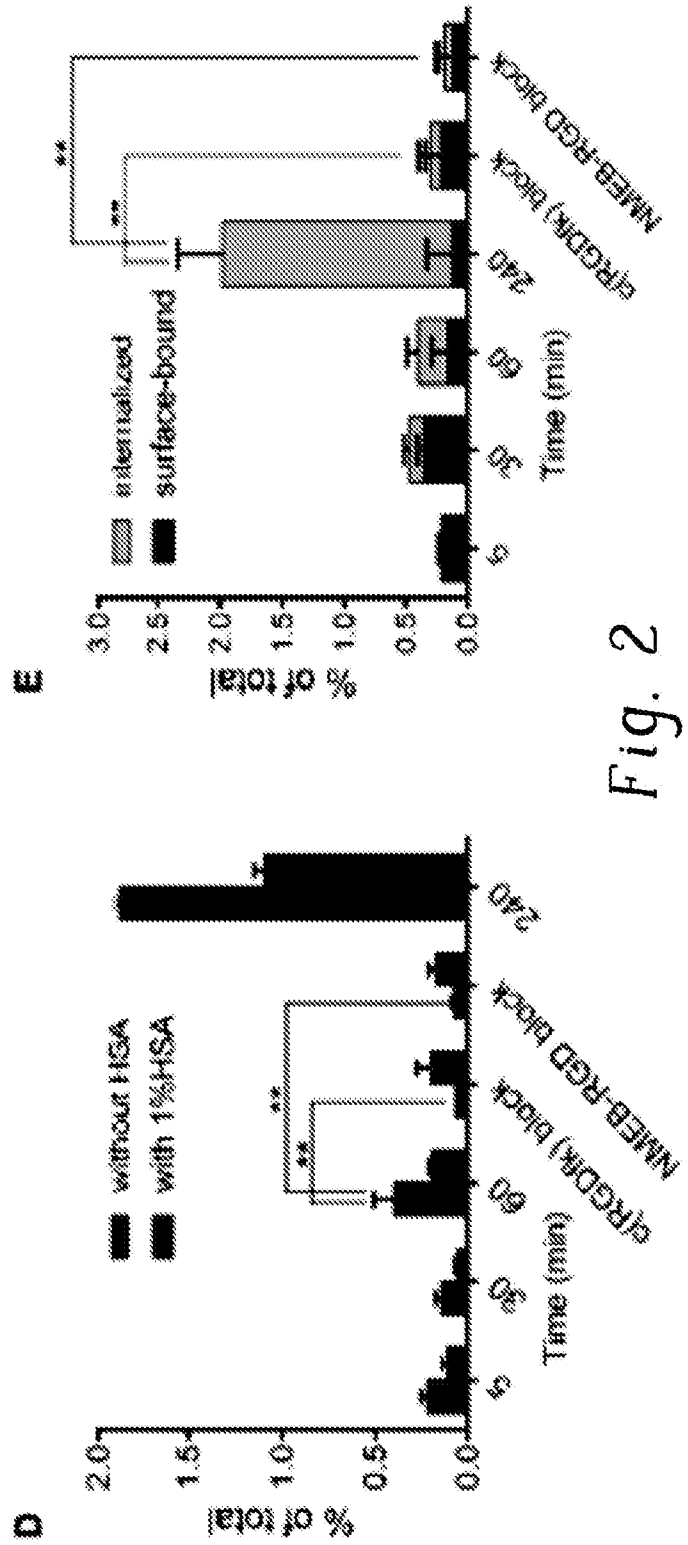 D
% of total
2.0
1.5
1.0
0.5
0.0
without HSA
with 1%HSA
**
**
5
30
60
c(RGDfk) block
NMEB-RGD block
240
Time (min)
E
% of total
3.0
2.5
2.0
1.5
1.0
0.5
0.0
internalized
surface-bound
**
**
5
30
60
240
c(RGDfk) block
NMEB-RGD block
Time (min)
Fig. 2